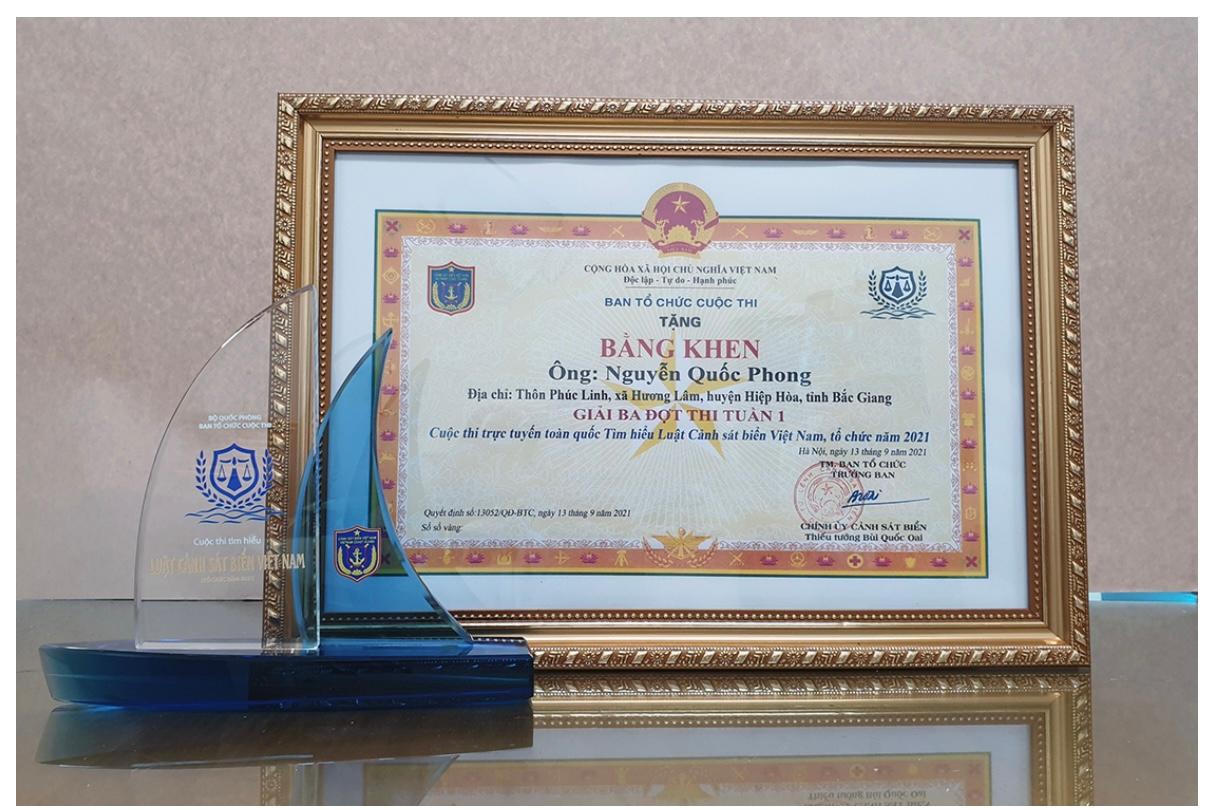 CỘNG HÒA XÃ HỘI CHỦ NGHĨA VIỆT NAM
Độc lập - Tự do - Hạnh phúc
BAN TỔ CHỨC CUỘC THI
TẶNG
BẰNG KHEN
Ông: Nguyễn Quốc Phong
Địa chỉ: Thôn Phúc Linh, xã Hương Lâm, huyện Hiệp Hòa, tỉnh Bắc Giang
GIẢI BA ĐỢT THI TUẦN 1
Cuộc thi trực tuyến toàn quốc Tìm hiểu Luật Cảnh sát biển Việt Nam, tổ chức năm 2021
Hà Nội, ngày 13 tháng 9 năm 2021
TM. BAN TỔ CHỨC
TRƯỞNG BAN
Quyết định số:13052/QĐ-BTC, ngày 13 tháng 9 năm 2021
Số sổ vàng:
CHÍNH ỦY CẢNH SÁT BIỂN
Thiếu tướng Bùi Quốc Oai
BỘ QUỐC PHÒNG
BAN TỔ CHỨC CUỘC THI
Cuộc thi tìm hiểu
LUẬT CẢNH SÁT BIỂN VIỆT NAM